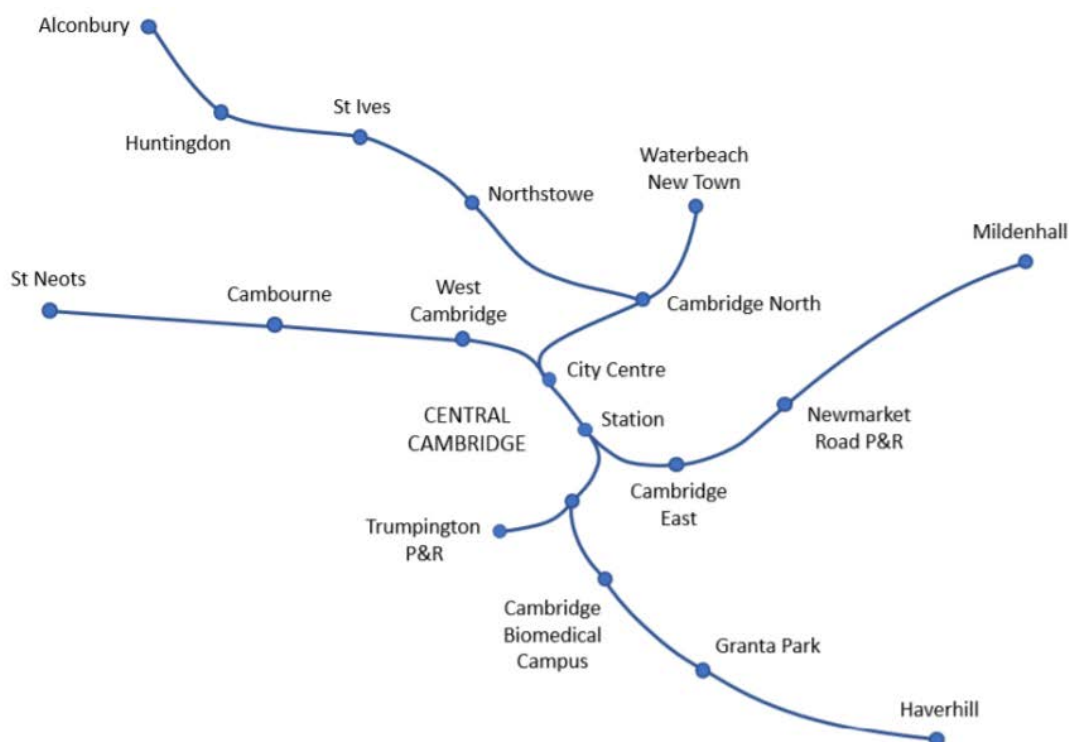 Alconbury
St Ives
Huntingdon
Waterbeach
New Town
Northstowe
Mildenhall
St Neots
Cambourne
West
Cambridge
Cambridge North
City Centre
CENTRAL
CAMBRIDGE
Station
Newmarket
Road P&R
Cambridge
East
Trumpington
P&R
Cambridge
Biomedical
Campus
Granta Park
Haverhill